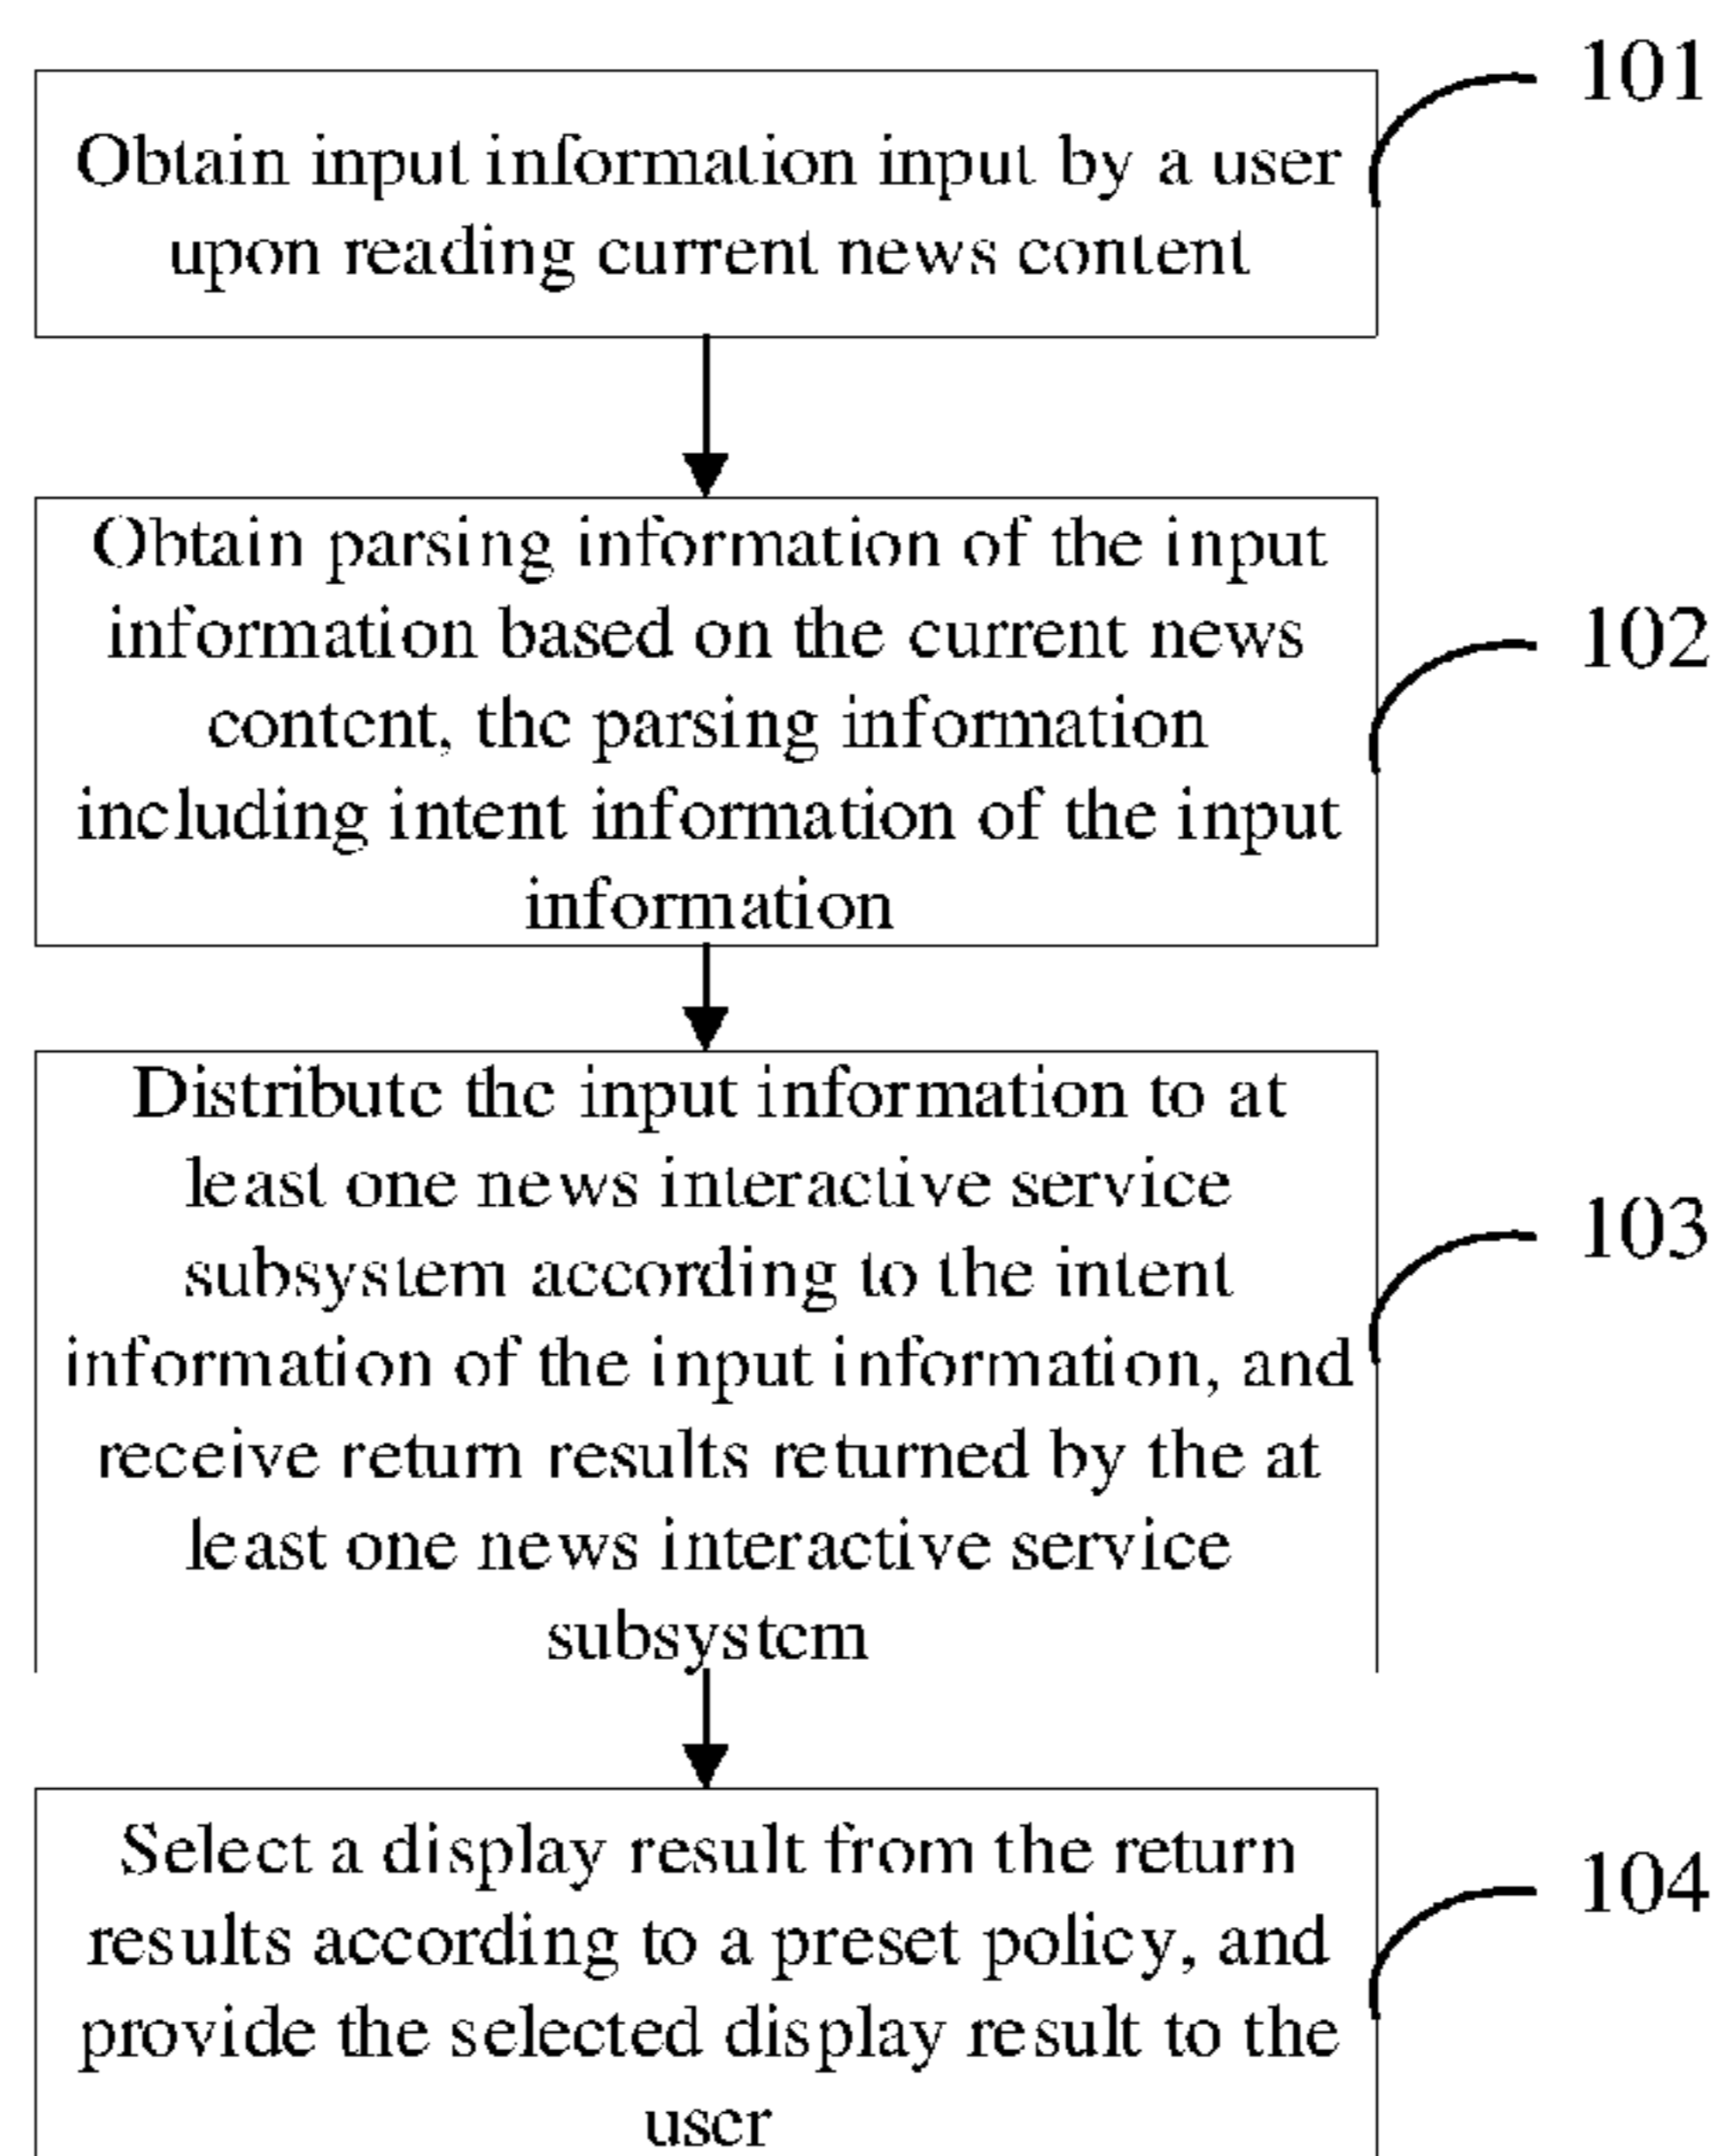 101
Obtain input information input by a user
upon reading current news content
Obtain parsing information of the input
information based on the current news
content, the parsing information
including intent information of the input
information
102
Distribute the input information to at
least one news interactive service
subsystem according to the intent
information of the input information, and
receive return results returned by the at
least one news interactive service
subsystem
103
Select a display result from the return
results according to a preset policy, and
provide the selected display result to the
user
104